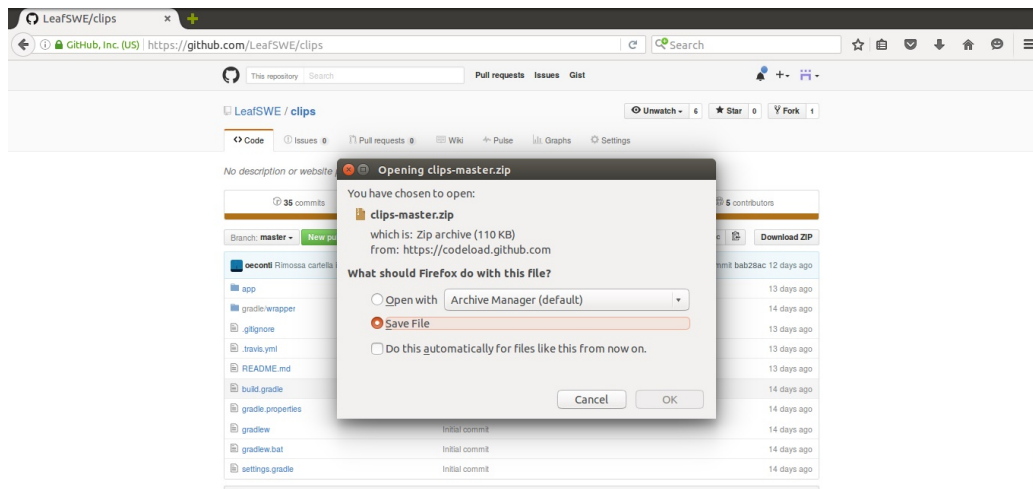 LeafSWE/clips
GitHub, Inc. (US) https://github.com/LeafSWE/clips Search
This repository Search Pull requests Issues Gist
LeafSWE / clips Unwatch 6 Star 0 Fork 1
Code Issues 0 Pull requests 0 Wiki Pulse Graphs Settings
No description or website
Opening clips-master.zip
You have chosen to open:
clips-master.zip
which is: Zip archive (110 KB)
from: https://codeload.github.com
What should Firefox do with this file?
Open with Archive Manager (default)
Save File
Do this automatically for files like this from now on.
Cancel OK
35 commits 5 contributors
Branch: master New pu Download ZIP
oeconti Rimossa cartella bab28ac 12 days ago
app 13 days ago
gradle/wrapper 14 days ago
.gitignore 13 days ago
.travis.yml 13 days ago
README.md 13 days ago
build.gradle 14 days ago
gradle.properties 14 days ago
gradlew Initial commit 14 days ago
gradlew.bat Initial commit 14 days ago
settings.gradle Initial commit 14 days ago